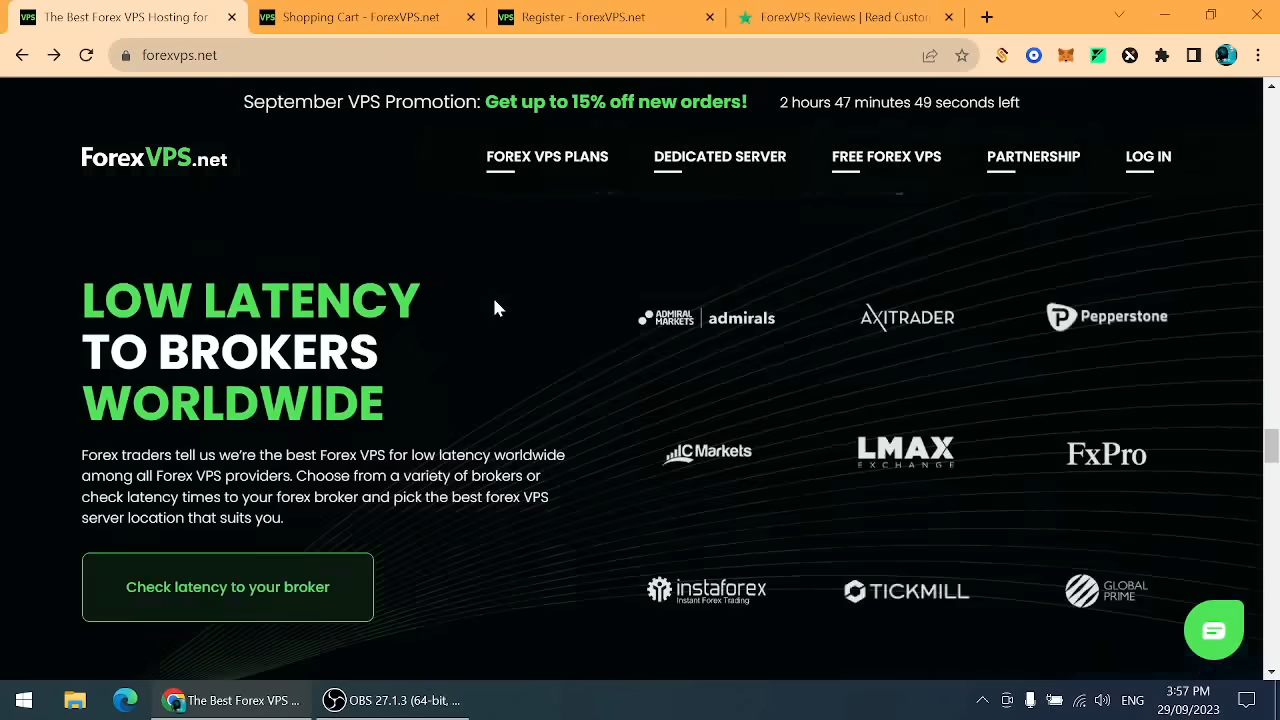 The Best Forex VPS Hosting for
Shopping Cart - ForexVPS.net
Register - ForexVPS.net
ForexVPS Reviews | Read Custo
forexvps.net
September VPS Promotion: Get up to 15% off new orders!
2 hours 47 minutes 49 seconds left
ForexVPS.net
FOREX VPS PLANS
DEDICATED SERVER
FREE FOREX VPS
PARTNERSHIP
LOG IN
LOW LATENCY
TO BROKERS
WORLDWIDE
Forex traders tell us we're the best Forex VPS for low latency worldwide
among all Forex VPS providers. Choose from a variety of brokers or
check latency times to your forex broker and pick the best forex VPS
server location that suits you.
Check latency to your broker
ADMIRAL
MARKETS
admirals
AXITRADER
Pepperstone
IC Markets
LMAX
EXCHANGE
FxPro
instaforex
Instant Forex Trading
TICKMILL
GLOBAL
PRIME
The Best Forex VPS ...
OBS 27.1.3 (64-bit, ...
ENG
3:57 PM
29/09/2023